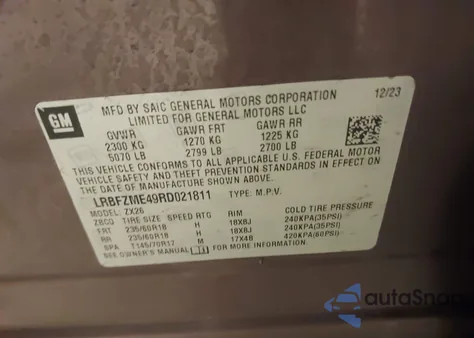 GM
MFD BY SAIC GENERAL MOTORS CORPORATION
LIMITED FOR GENERAL MOTORS LLC
12/23
GVWR GAWR FRT GAWR RR
2300 KG 1270 KG 1225 KG
5070 LB 2799 LB 2700 LB
THIS VEHICLE CONFORMS TO ALL APPLICABLE U.S. FEDERAL MOTOR
VEHICLE SAFETY AND THEFT PREVENTION STANDARDS IN EFFECT ON
THE DATE OF MANUFACTURE SHOWN ABOVE.
LRBFZME49RD021811 TYPE: M.P.V.
MODEL: ZX26
TIRE SIZE SPEED RTG RIM COLD TIRE PRESSURE
FRT 235/60R18 H 18X8J 240KPA(35PSI)
RR 235/60R18 H 18X8J 240KPA(35PSI)
SPA T145/70R17 M 17X4B 420KPA(60PSI)
SEE OWNER'S MANUAL FOR MORE INFORMATION.
autoSnap